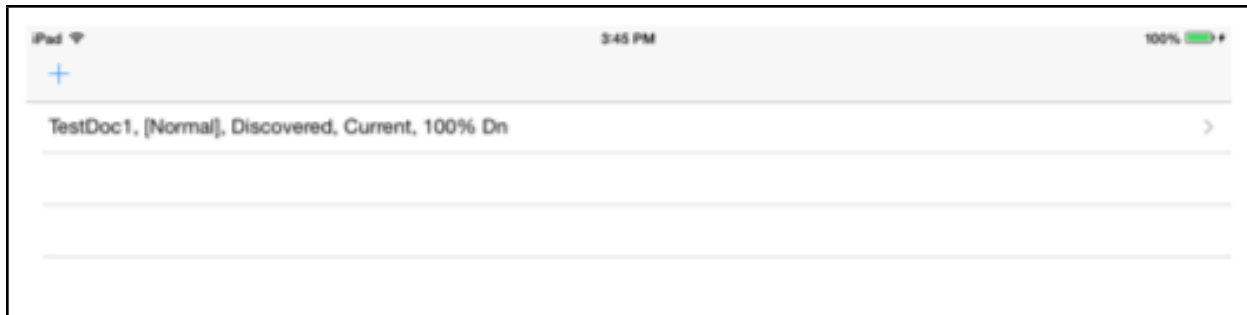 iPad 3:45 PM 100%
+
TestDoc1, [Normal], Discovered, Current, 100% Dn